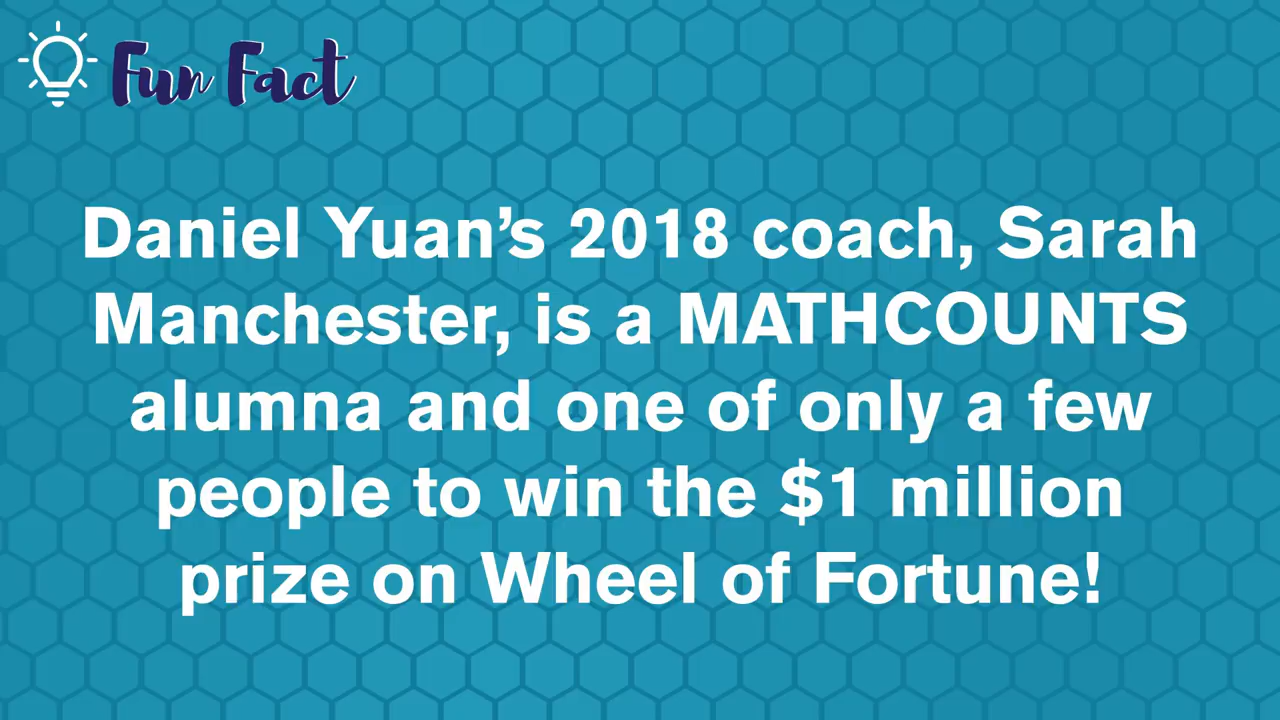 Fun Fact
Daniel Yuan’s 2018 coach, Sarah
Manchester, is a MATHCOUNTS
alumna and one of only a few
people to win the $1 million
prize on Wheel of Fortune!